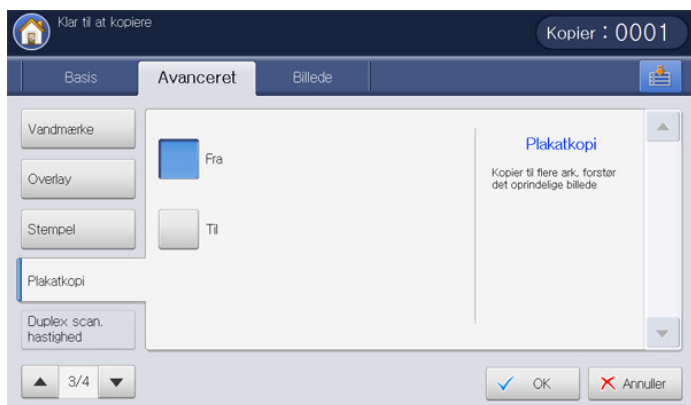 Klar til at kopiere
Kopier : 0001
Basis
Avanceret
Billede
Vandmærke
Overlay
Stempel
Plakatkopi
Duplex scan.
hastighed
3/4
Fra
Til
Plakatkopi
Kopier til flere ark, forstør
det oprindelige billede
OK
Annuller